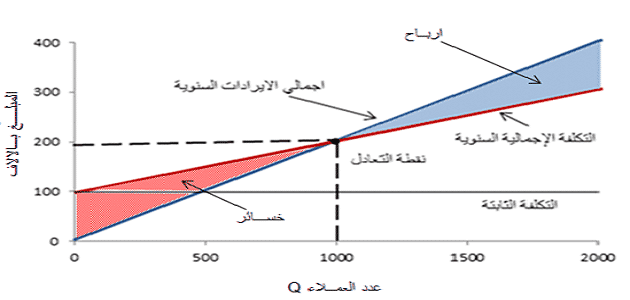 المبلغ بالالاف
400
300
200
100
0
ارباح
اجمالي الايرادات السنوية
التكلفة الإجمالية السنوية
نقطة التعادل
التكلفة الثابتة
خسائر
0
500
1000
1500
2000
عدد العملاء Q